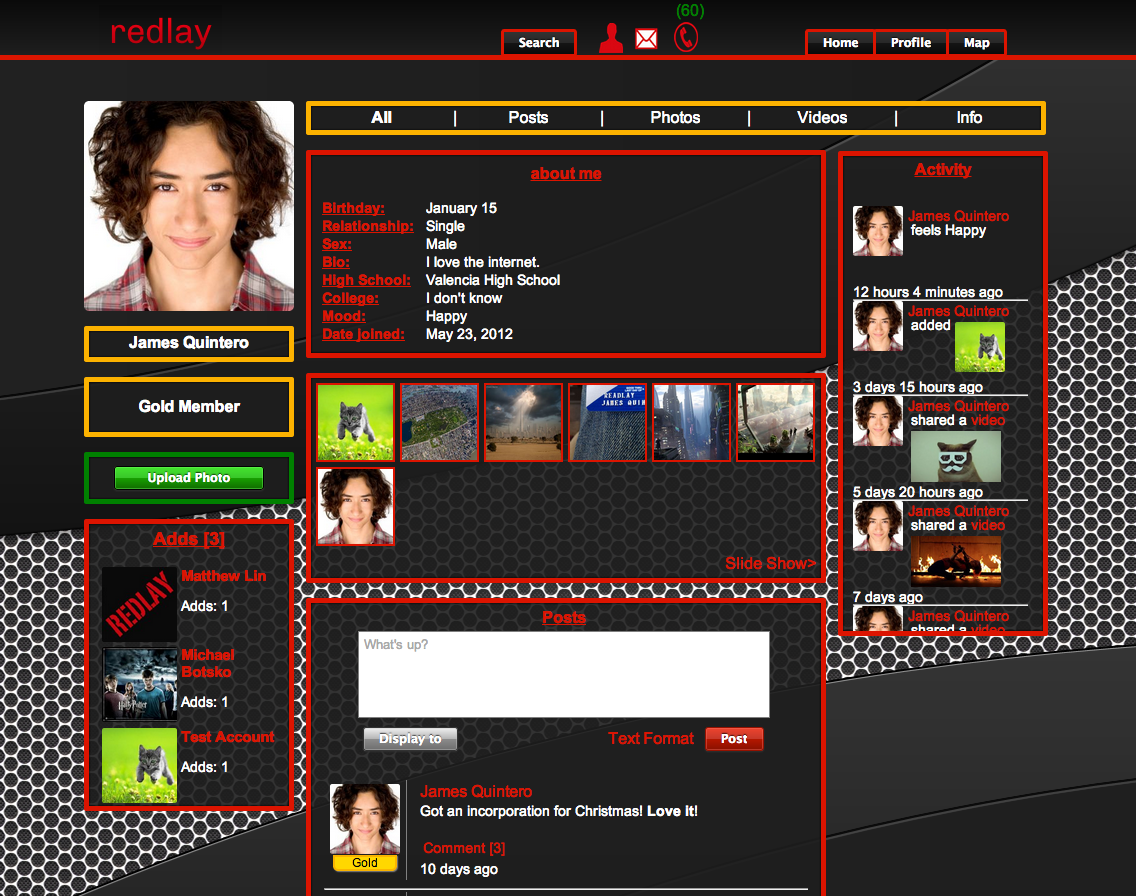 redlay
(60)
Search
Home
Profile
Map
All | Posts | Photos | Videos | Info
James Quintero
Gold Member
Upload Photo
Adds [3]
REDLAY
Matthew Lin
Adds: 1
Harry Potter
Michael
Botsko
Adds: 1
Test Account
Adds: 1
about me
Birthday: January 15
Relationship: Single
Sex: Male
Bio: I love the internet.
High School: Valencia High School
College: I don't know
Mood: Happy
Date joined: May 23, 2012
READLAY
JAMES QUIN
Slide Show>
Posts
What's up?
Display to
Text Format
Post
James Quintero
Got an incorporation for Christmas! Love it!
Gold
Comment [3]
10 days ago
Activity
James Quintero
feels Happy
12 hours 4 minutes ago
James Quintero
added
3 days 15 hours ago
James Quintero
shared a video
5 days 20 hours ago
James Quintero
shared a video
7 days ago
James Quintero
shared a video